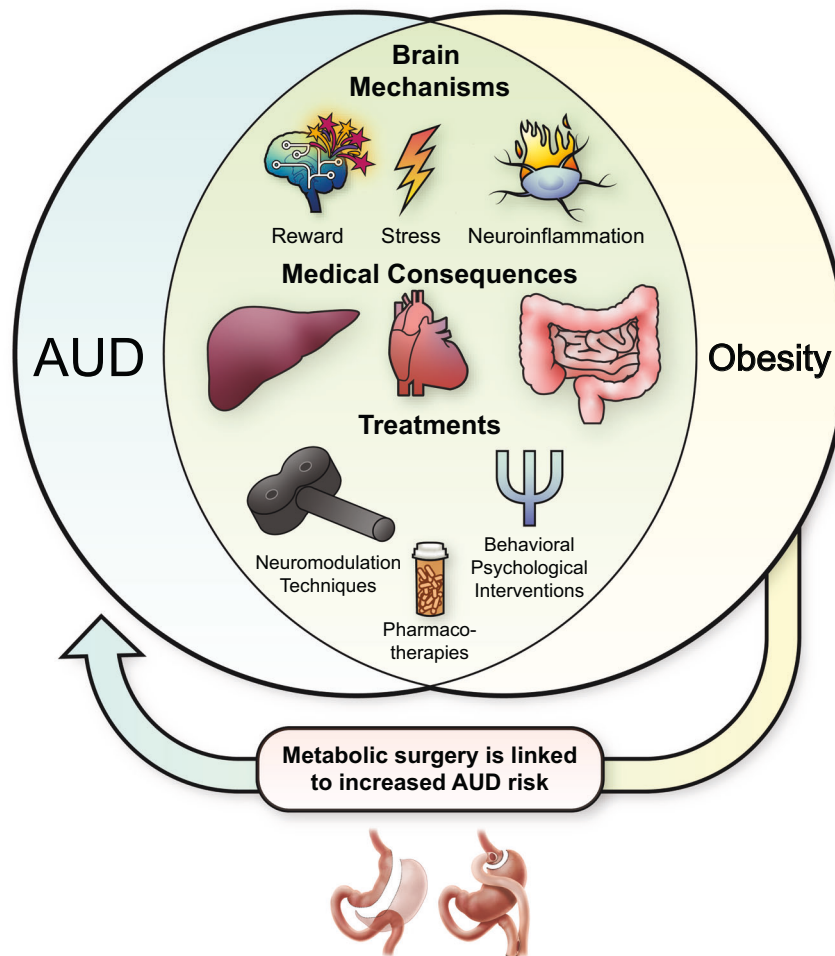 Brain
Mechanisms
Reward
Stress
Neuroinflammation
Medical Consequences
AUD
Obesity
Treatments
Neuromodulation
Techniques
Behavioral
Psychological
Interventions
Pharmaco-
therapies
Metabolic surgery is linked
to increased AUD risk